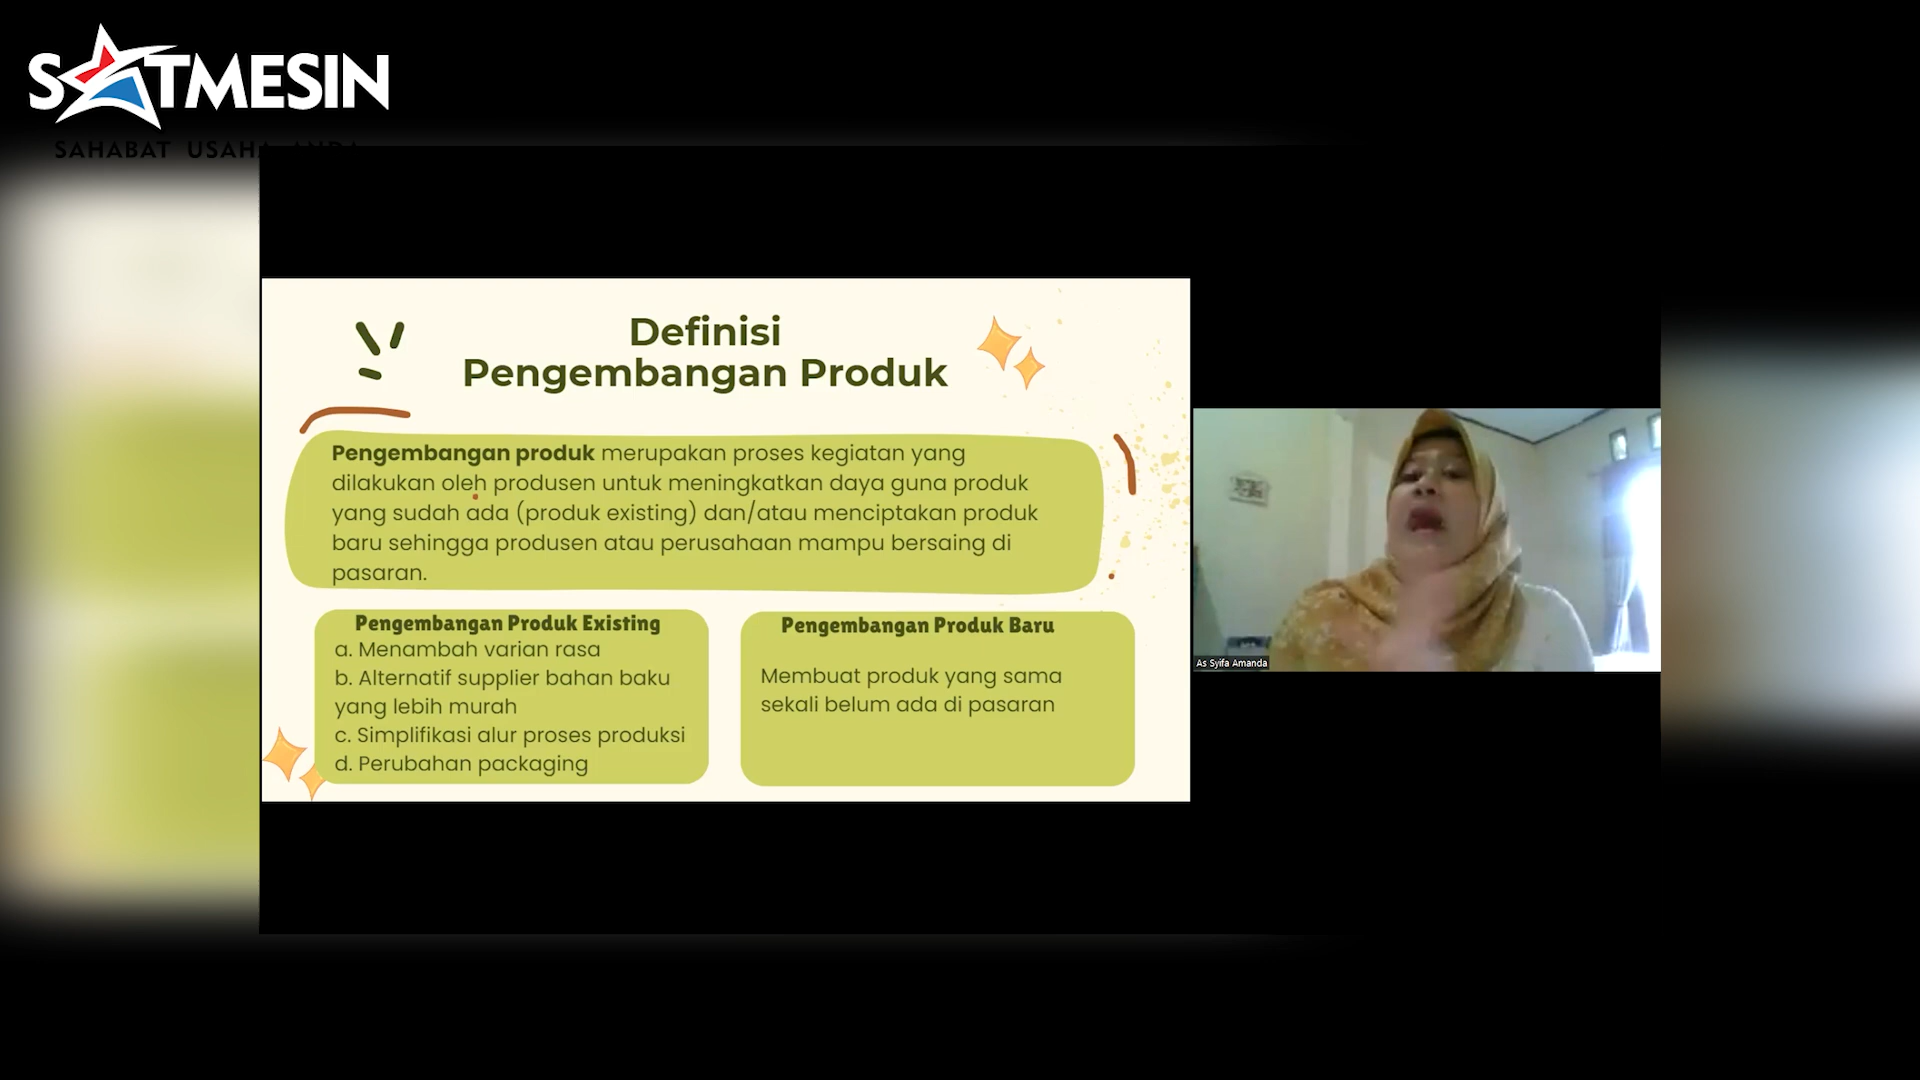 SATMESIN
SAHABAT USAHA ANDA
Definisi
Pengembangan Produk
Pengembangan produk merupakan proses kegiatan yang
dilakukan oleh produsen untuk meningkatkan daya guna produk
yang sudah ada (produk existing) dan/atau menciptakan produk
baru sehingga produsen atau perusahaan mampu bersaing di
pasaran.
Pengembangan Produk Existing
a. Menambah varian rasa
b. Alternatif supplier bahan baku
yang lebih murah
c. Simplifikasi alur proses produksi
d. Perubahan packaging
Pengembangan Produk Baru
Membuat produk yang sama
sekali belum ada di pasaran
As Syifa Amanda